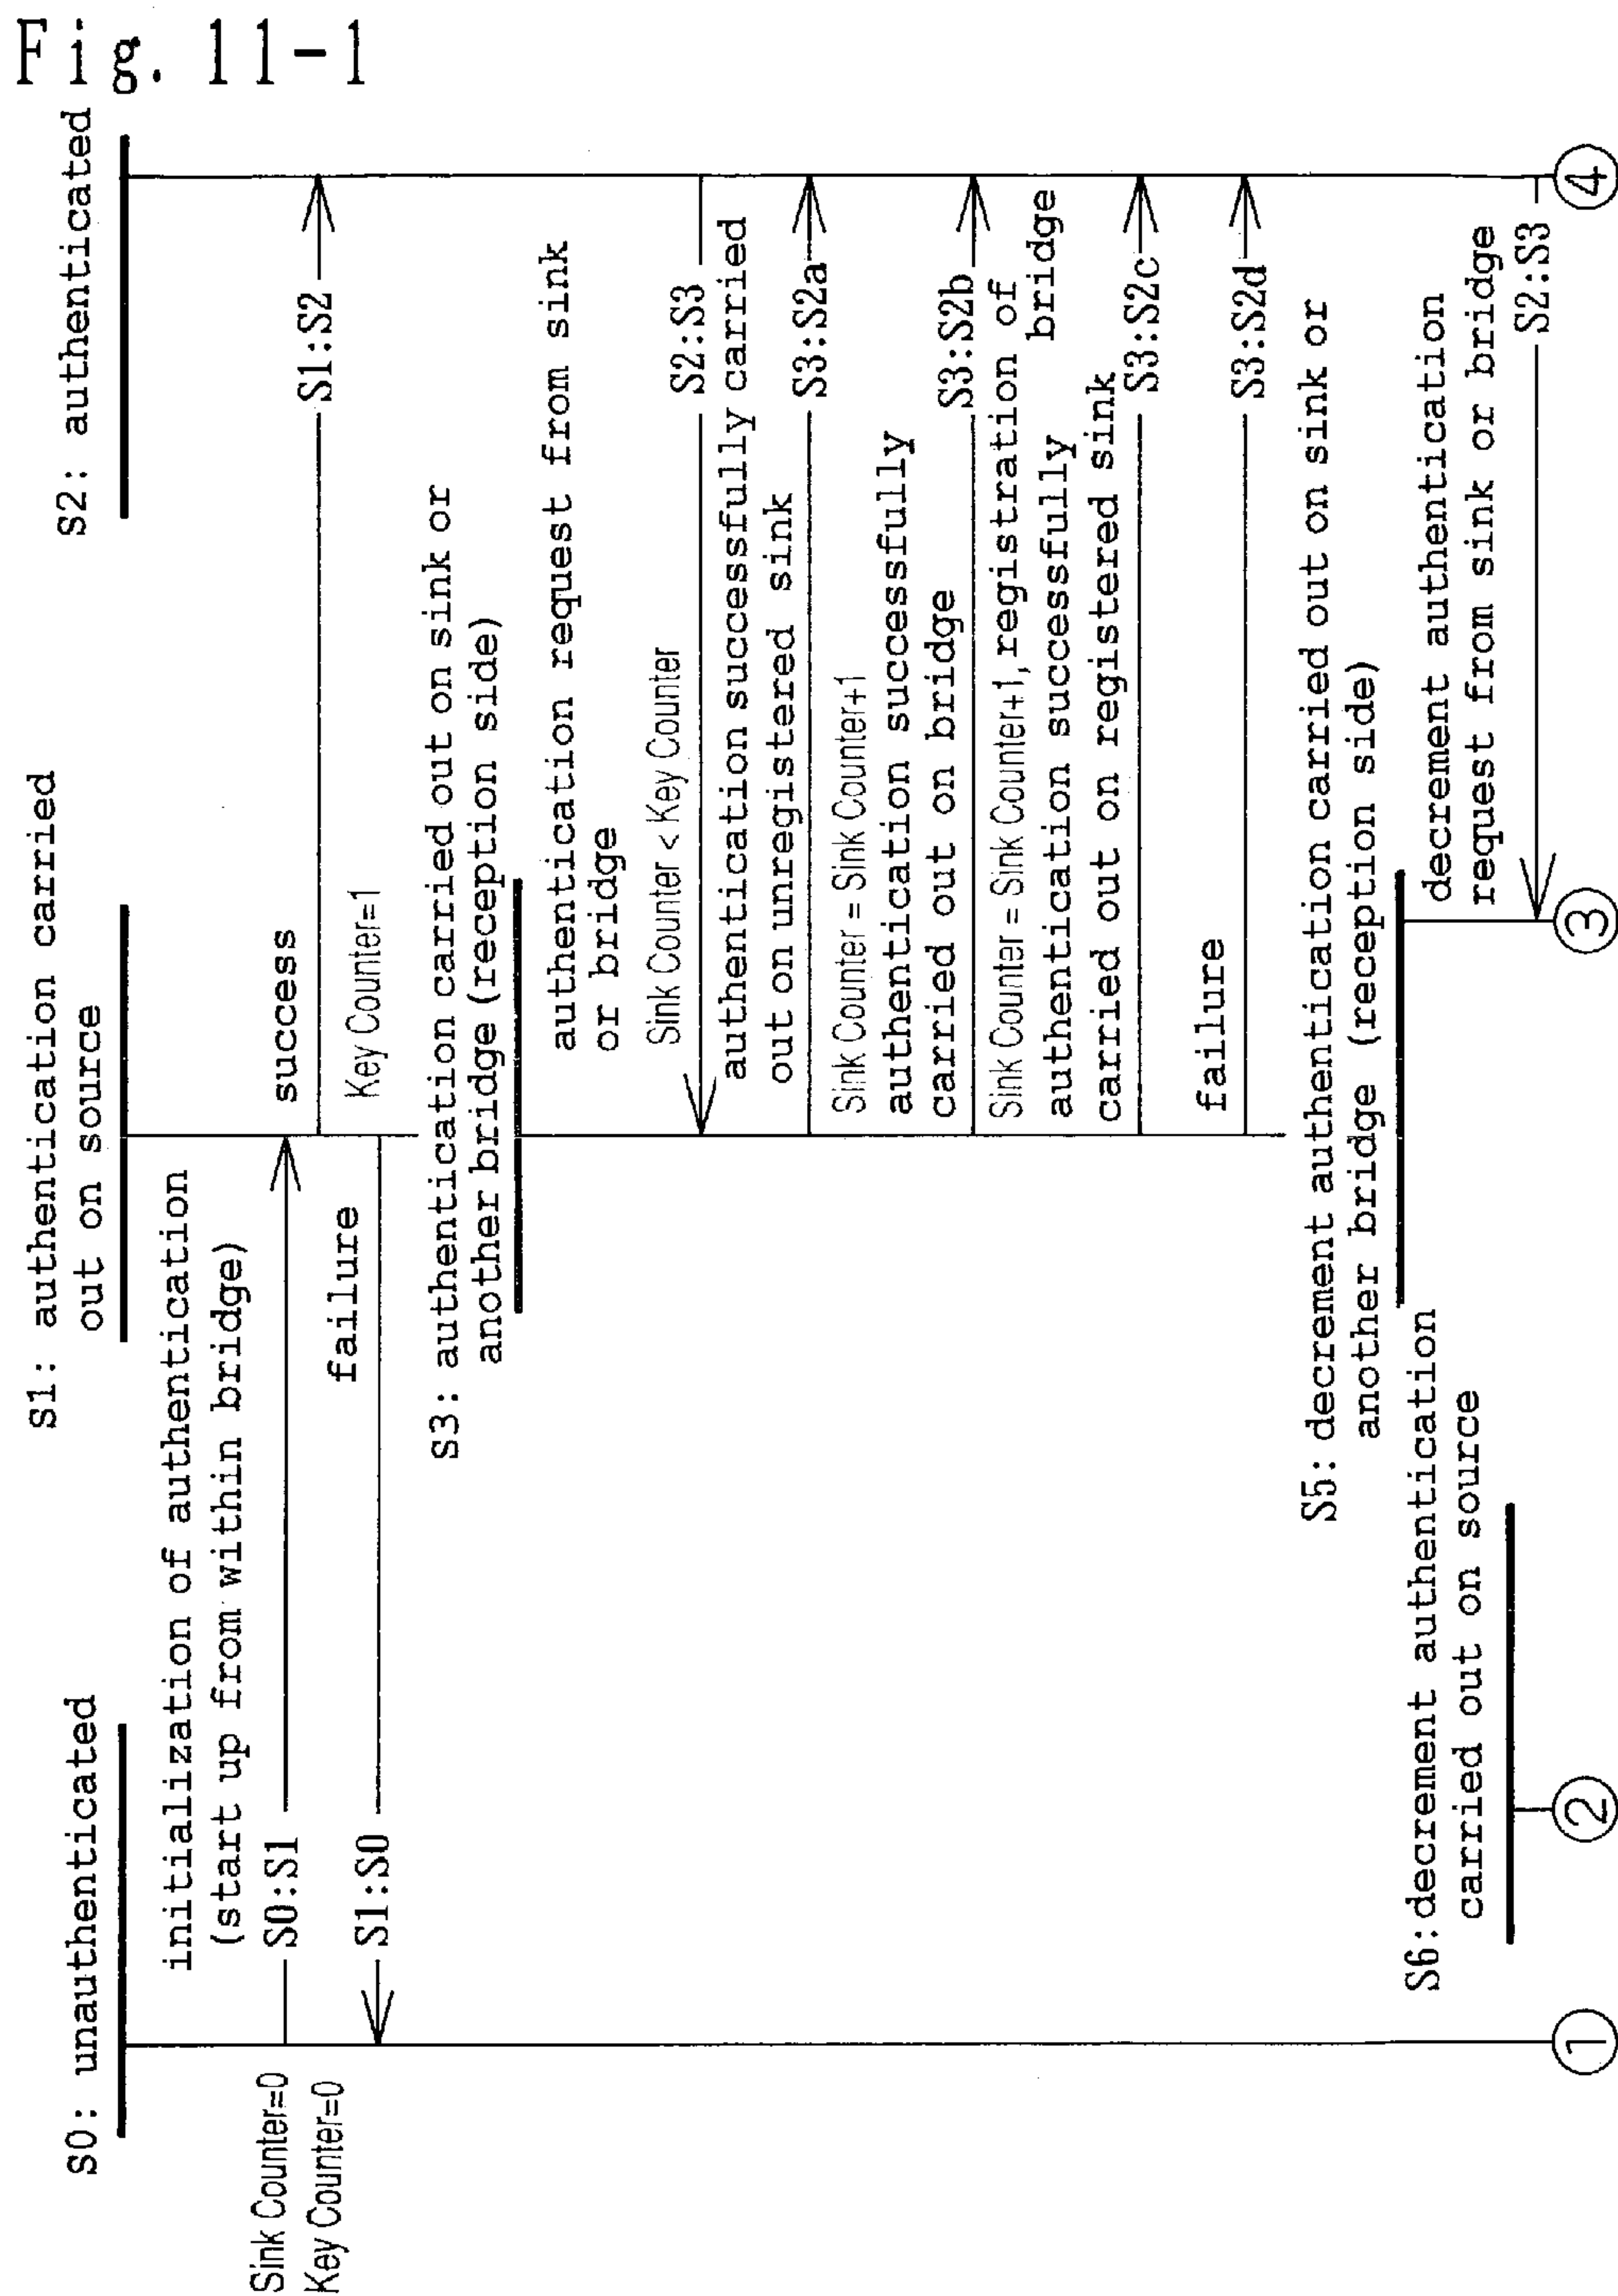 Fig. 11-1
S0: unauthenticated
S1: authentication carried
out on source
S2: authenticated
initialization of authentication
(start up from within bridge)
Sink Counter=0
Key Counter=0
S0:S1
success
S1:S2
Key Counter=1
failure
S1:S0
S3: authentication carried out on sink or
another bridge (reception side)
authentication request from sink
or bridge
Sink Counter < Key Counter
S2:S3
authentication successfully carried
out on unregistered sink
S3:S2a
Sink Counter = Sink Counter+1
authentication successfully
carried out on bridge
S3:S2b
Sink Counter = Sink Counter+1, registration of
bridge
authentication successfully
carried out on registered sink
S3:S2c
failure
S3:S2d
S5: decrement authentication carried out on sink or
another bridge (reception side)
S6: decrement authentication
carried out on source
decrement authentication
request from sink or bridge
S2:S3
1
2
3
4